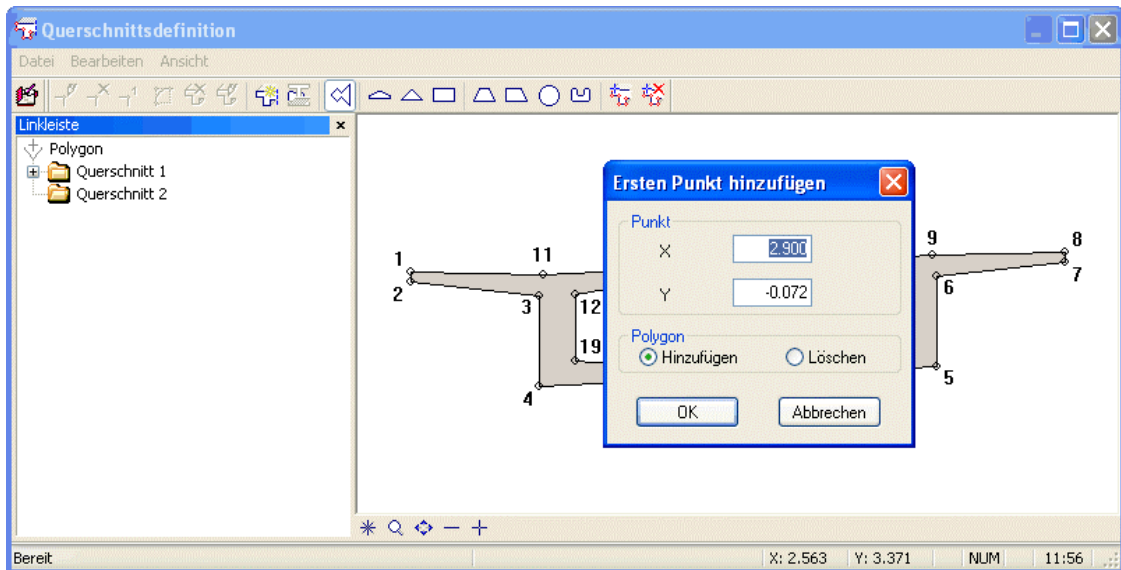 Querschnittsdefinition
Datei Bearbeiten Ansicht
Linkleiste
Polygon
Querschnitt 1
Querschnitt 2
Ersten Punkt hinzufügen
Punkt
X 2.900
Y -0.072
Polygon
Hinzufügen Löschen
OK Abbrechen
1
2
11
3
12
19
4
9
8
7
6
5
Bereit X: 2.563 Y: 3.371 NUM 11:56